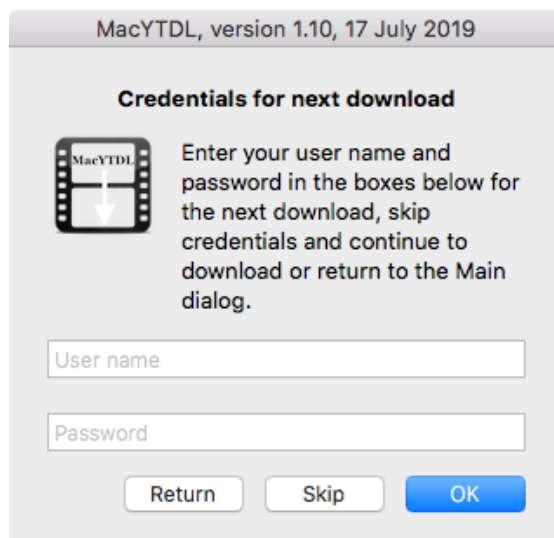 MacYTDL, version 1.10, 17 July 2019
Credentials for next download
MacYTDL
Enter your user name and
password in the boxes below for
the next download, skip
credentials and continue to
download or return to the Main
dialog.
User name
Password
Return
Skip
OK